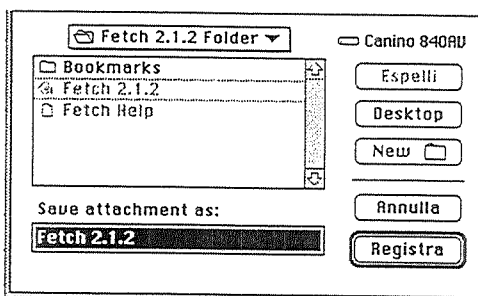 Fetch 2.1.2 Folder
Canino 840AV
Bookmarks
Fetch 2.1.2
Fetch Help
Espelli
Desktop
New
Save attachment as:
Fetch 2.1.2
Annulla
Registra